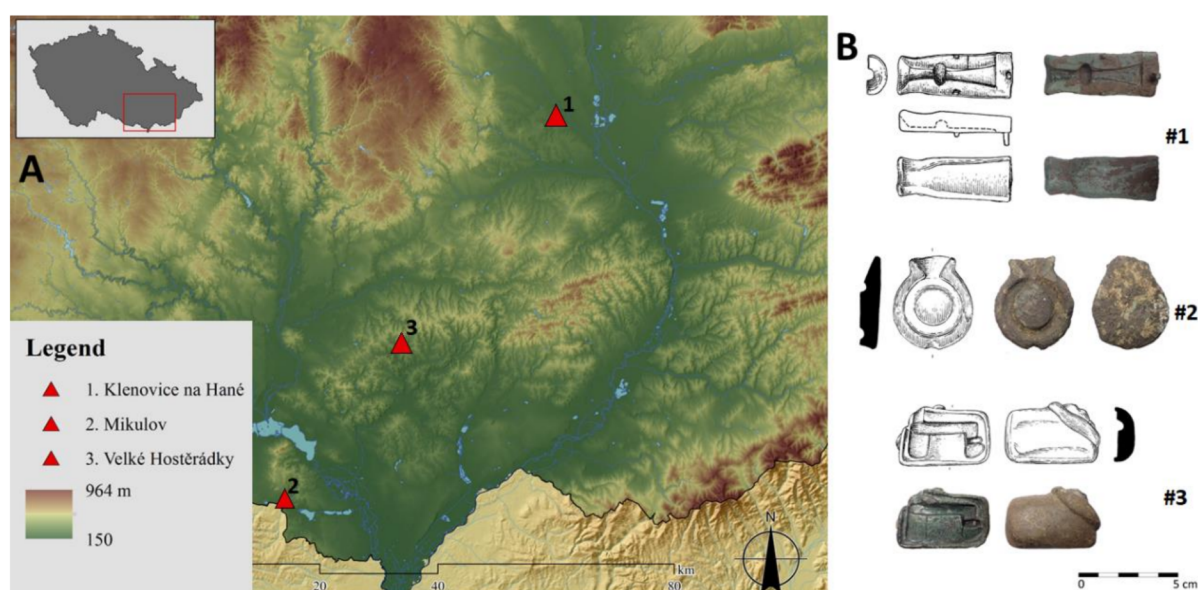 A
1
3
2
Legend
1. Klenovice na Hané
2. Mikulov
3. Velké Hostěrádky
964 m
150
N
km
20
40
80
B
#1
#2
#3
0
5 cm